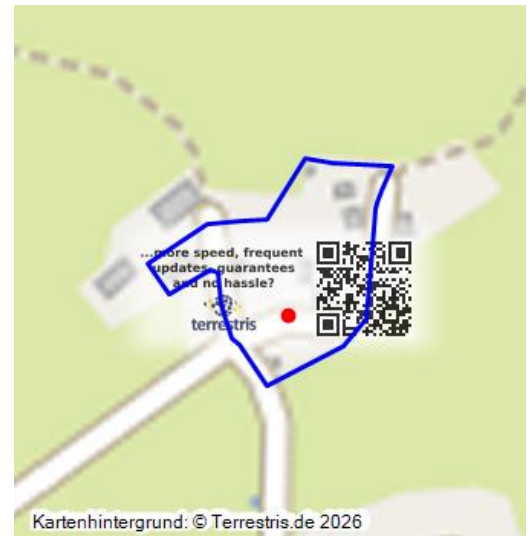 ...more speed, frequent
updates, guarantees
and no hassle?
terrestris
Kartenhintergrund: © Terrestris.de 2026